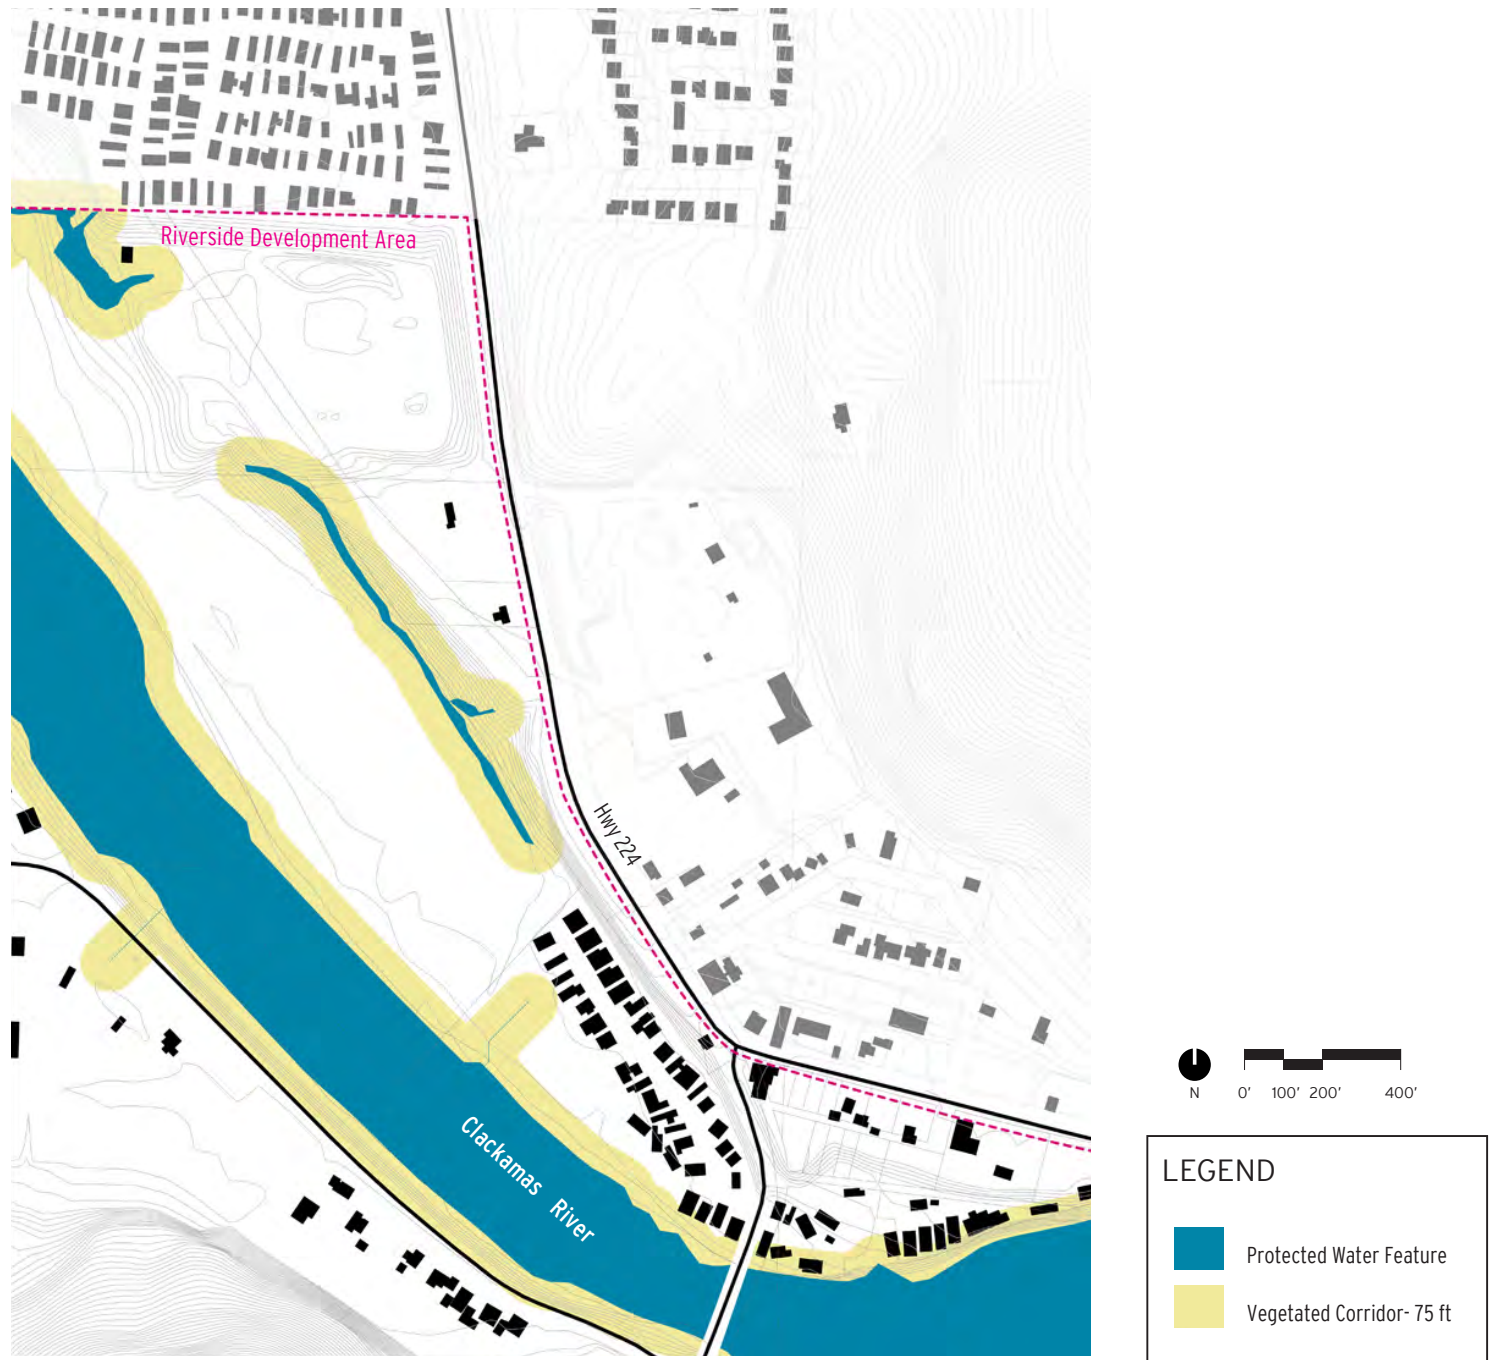 Riverside Development Area
Hwy 224
Clackamas River
N
0' 100' 200' 400'
LEGEND
Protected Water Feature
Vegetated Corridor- 75 ft